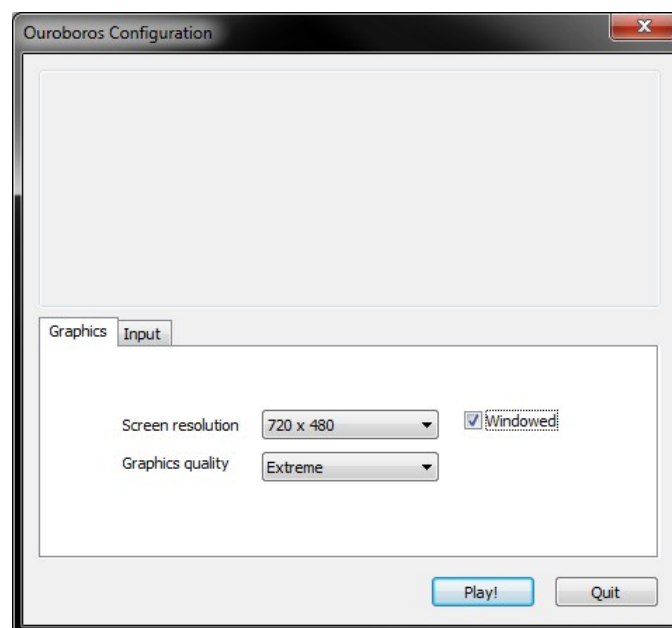 Ouroboros Configuration
Graphics Input
Screen resolution 720 x 480 Windowed
Graphics quality Extreme
Play! Quit